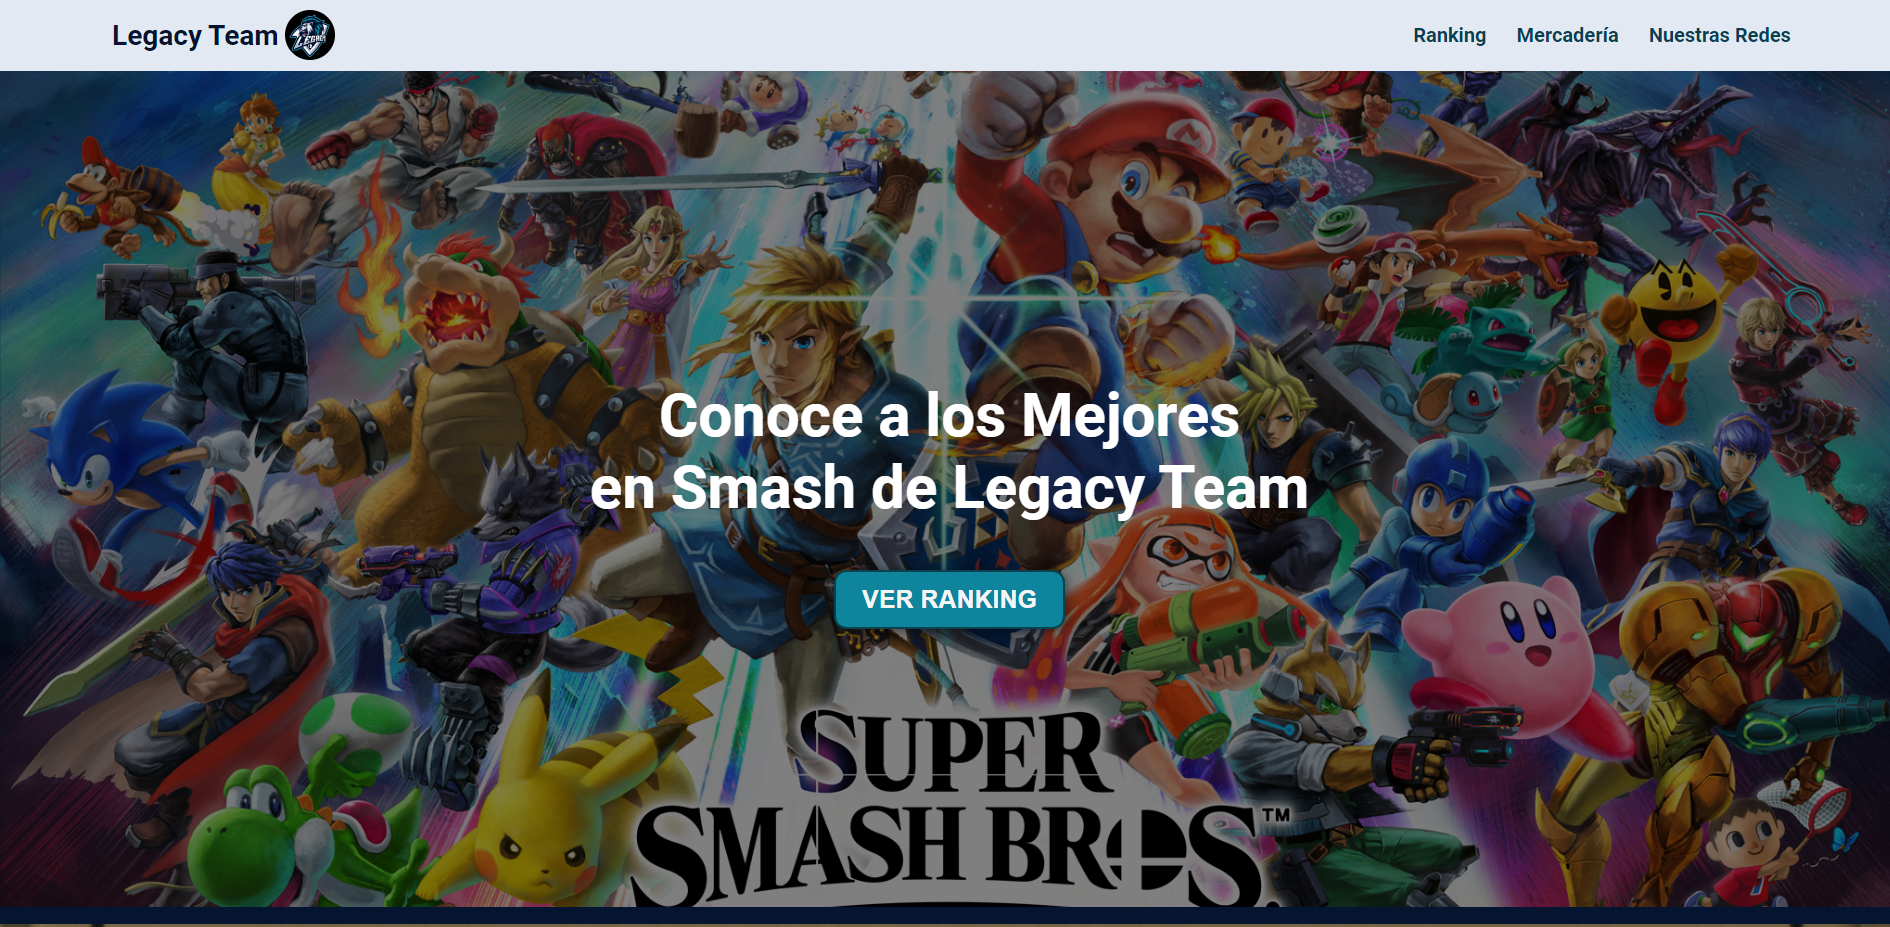 Legacy Team
LEGACY
Ranking
Mercadería
Nuestras Redes
Conoce a los Mejores
en Smash de Legacy Team
VER RANKING
SUPER
SMASH BROS.™